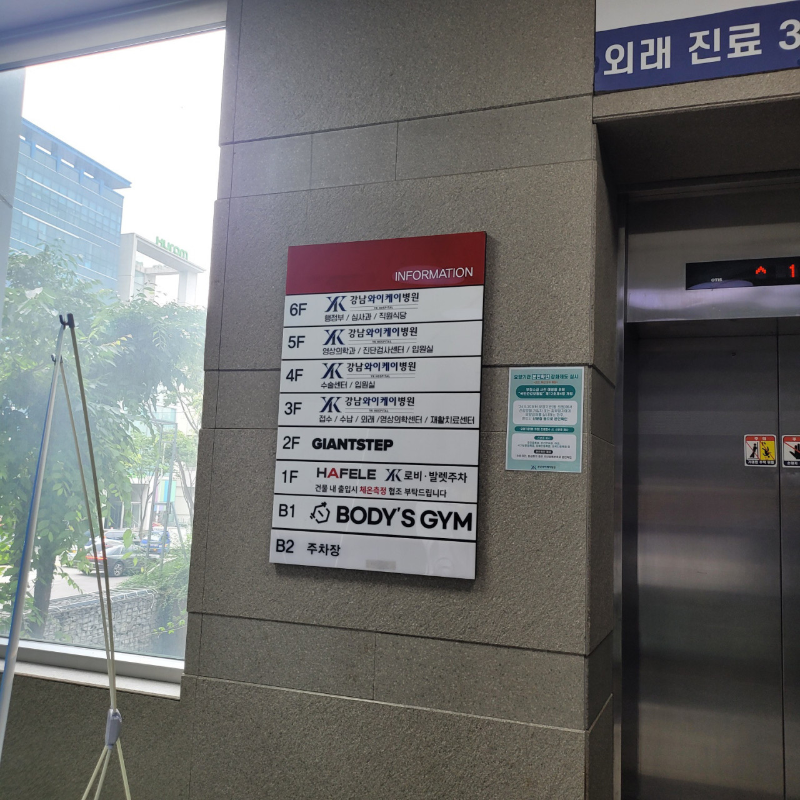 외래 진료 3
Hurom
INFORMATION
6F 강남와이케이병원
행정부 / 심사과 / 직원식당
5F 강남와이케이병원
영상의학과 / 진단검사센터 / 입원실
4F 강남와이케이병원
수술센터 / 입원실
3F 강남와이케이병원
접수 / 수납 / 외래 / 영상의학센터 / 재활치료센터
2F GIANTSTEP
1F HAFELE YK 로비·발렛주차
건물 내 출입시 체온측정 협조 부탁드립니다
B1 BODY'S GYM
B2 주차장
1